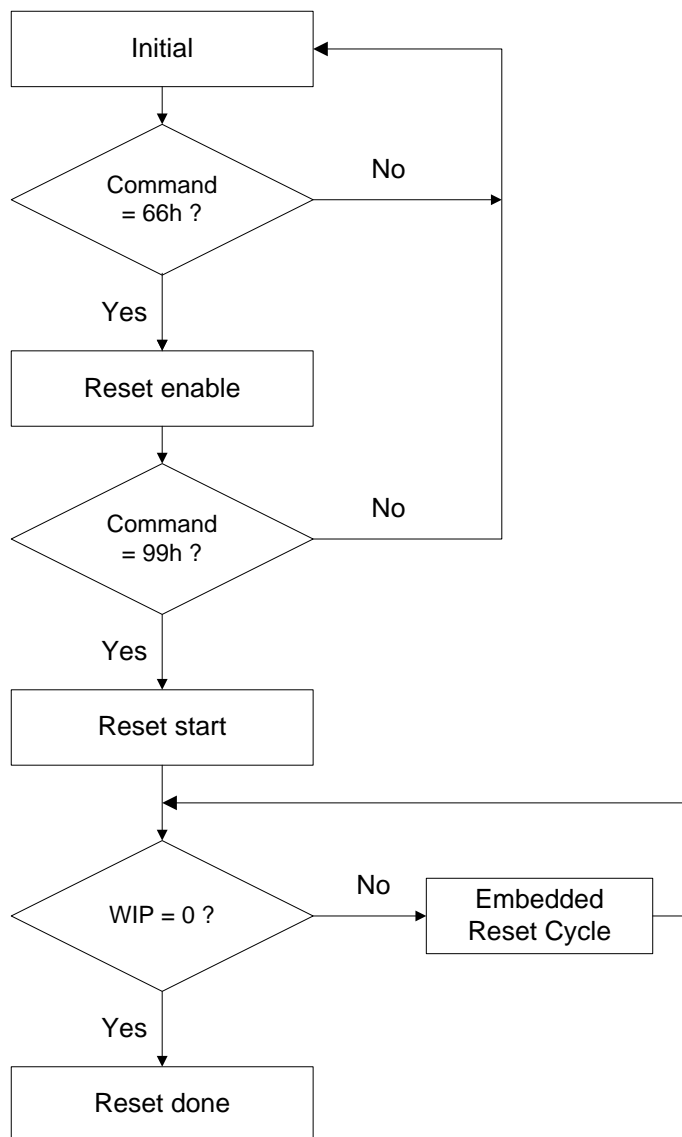 Initial
No
Command
= 66h ?
Yes
Reset enable
No
Command
= 99h ?
Yes
Reset start
No
WIP = 0 ?
Embedded
Reset Cycle
Yes
Reset done